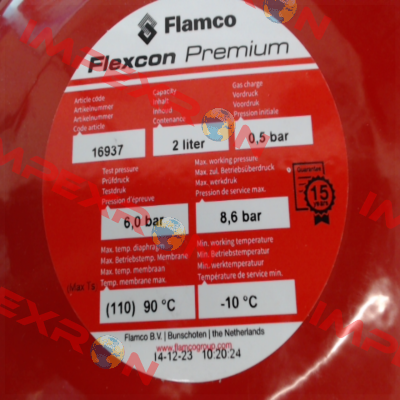 Flamco
Flexcon Premium
Article code
Artikelnummer
Artikelnummer
Code article
16937
Capacity
Inhalt
Inhoud
Contenance
2 liter
Gas charge
Vordruck
Voordruk
Pression initiale
0,5 bar
Test pressure
Prüfdruck
Testdruk
Pression d'épreuve
6,0 bar
Max. working pressure
Max. zul. Betriebsüberdruck
Max. werkdruk
Pression de service max.
8,6 bar
15
Max. temp. diaphragm
Max. Betriebstemp. Membrane
Max. temp. membraan
Temp. membrane max.
(110) 90 °C
Min. working temperature
Min. Betriebstemperatur
Min. werktemperatuur
Température de service min.
-10 °C
Flamco B.V. | Bunschoten | the Netherlands
www.flamcogroup.com
14-12-23 10:20:24